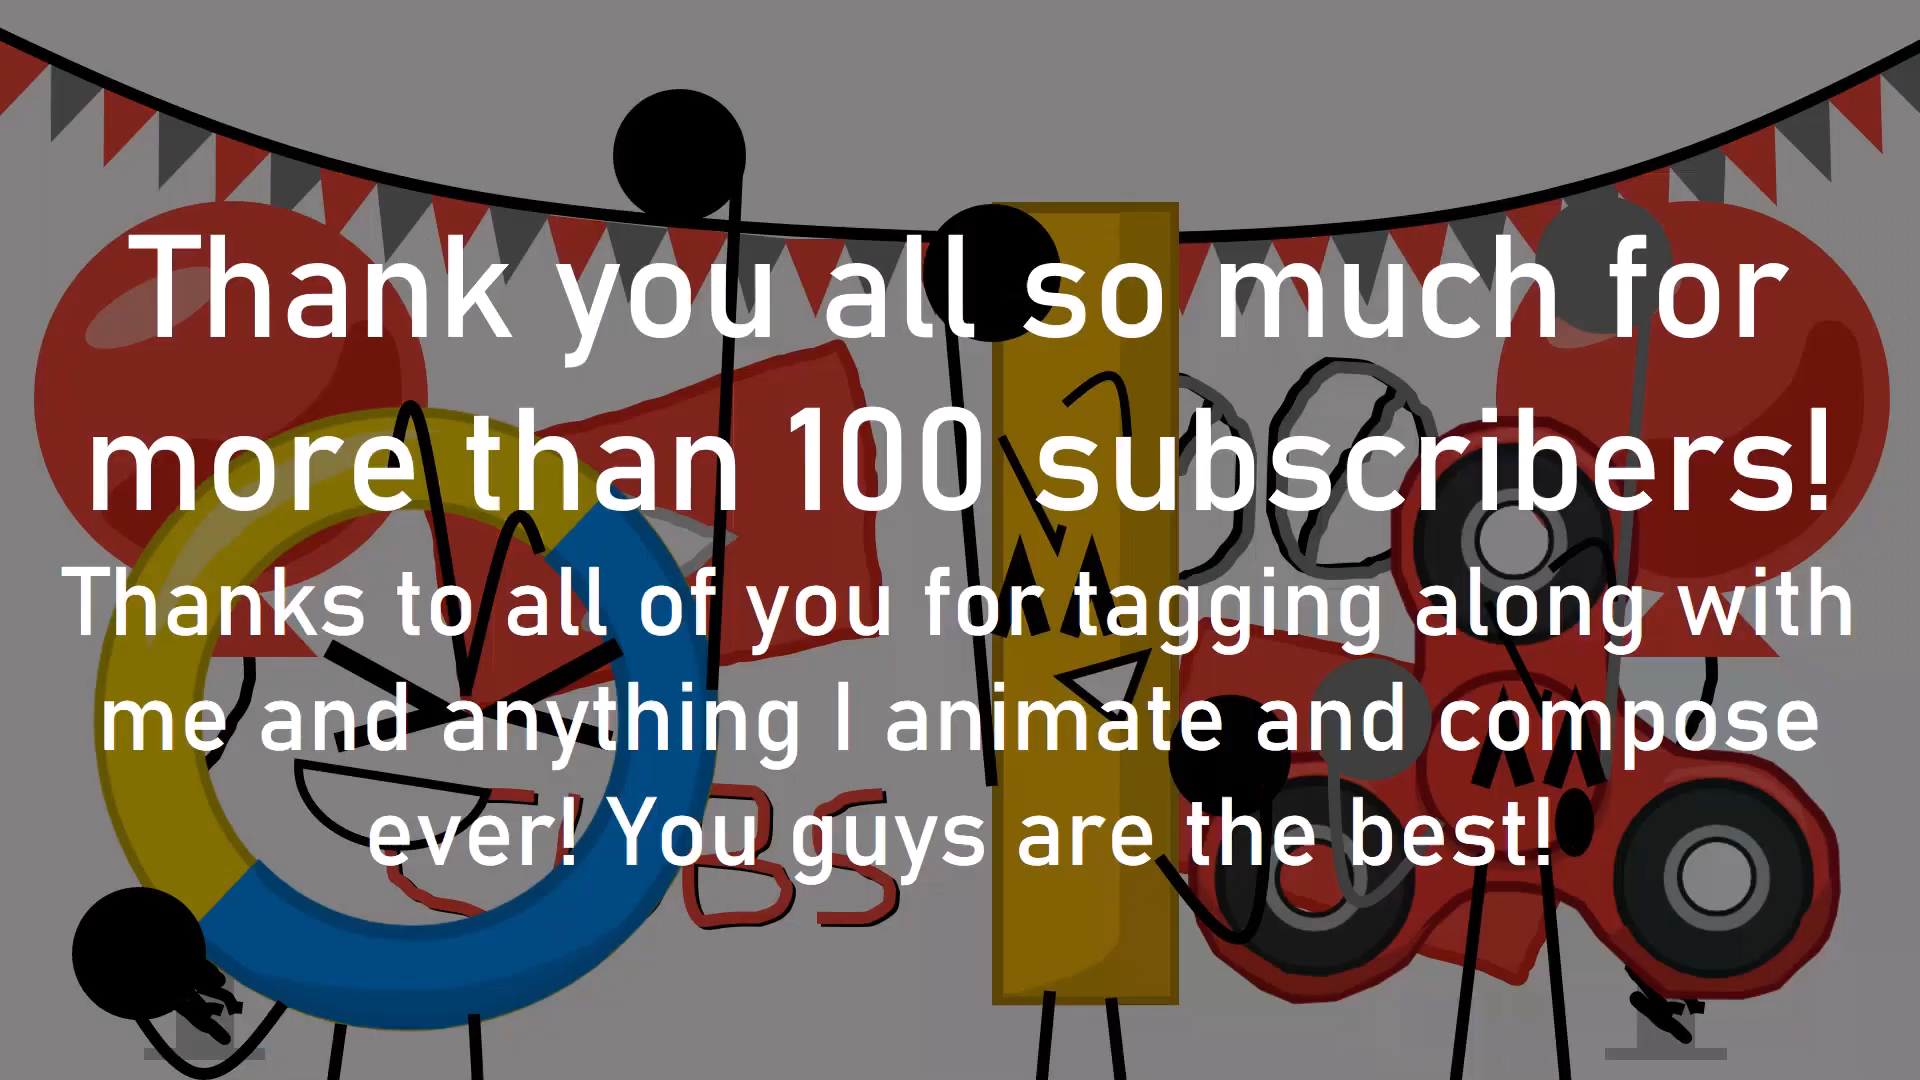 Thank you all so much for
more than 100 subscribers!
Thanks to all of you for tagging along with
me and anything I animate and compose
ever! You guys are the best!